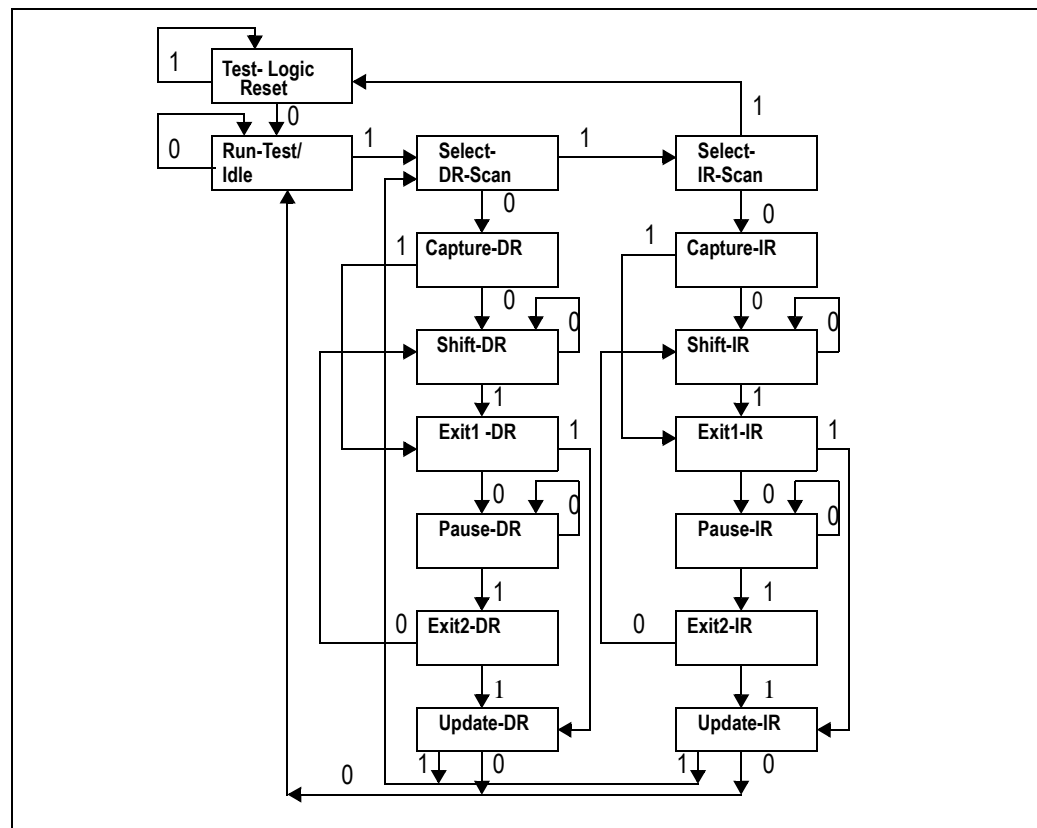 1
Test- Logic
Reset
0
1
0
Run-Test/
Idle
1
Select-
DR-Scan
1
Select-
IR-Scan
0
0
1
Capture-DR
1
Capture-IR
0
0
0
0
Shift-DR
Shift-IR
1
1
Exit1 -DR
1
Exit1-IR
1
0
0
0
0
Pause-DR
Pause-IR
1
1
0
Exit2-DR
0
Exit2-IR
1
1
Update-DR
Update-IR
1
0
1
0
0